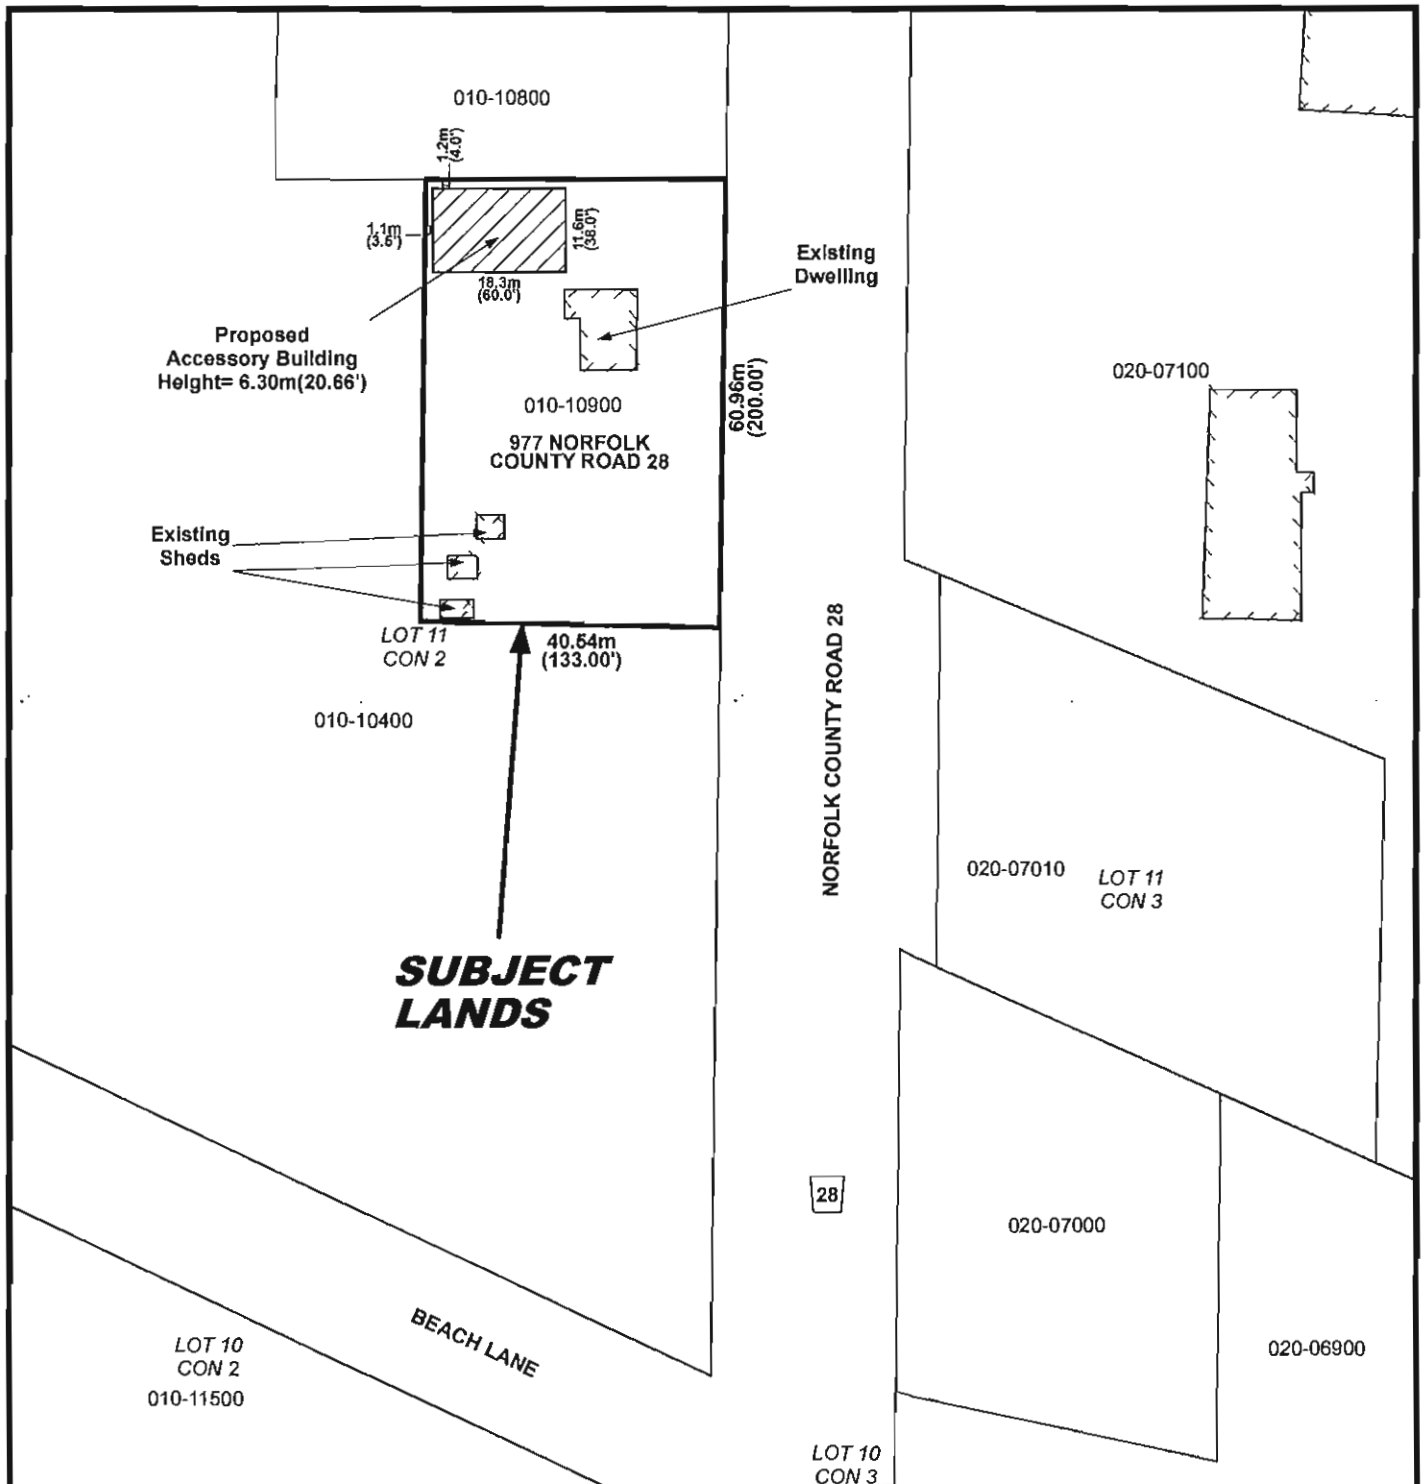 010-10800
1.2m
(4.0')
1.1m
(3.5')
11.6m
(38.0')
18.3m
(60.0')
Existing
Dwelling
Proposed
Accessory Building
Height= 6.30m(20.66')
010-10900
977 NORFOLK
COUNTY ROAD 28
60.96m
(200.00')
020-07100
Existing
Sheds
LOT 11
CON 2
40.54m
(133.00')
010-10400
NORFOLK COUNTY ROAD 28
020-07010
LOT 11
CON 3
SUBJECT
LANDS
28
020-07000
BEACH LANE
LOT 10
CON 2
010-11500
020-06900
LOT 10
CON 3